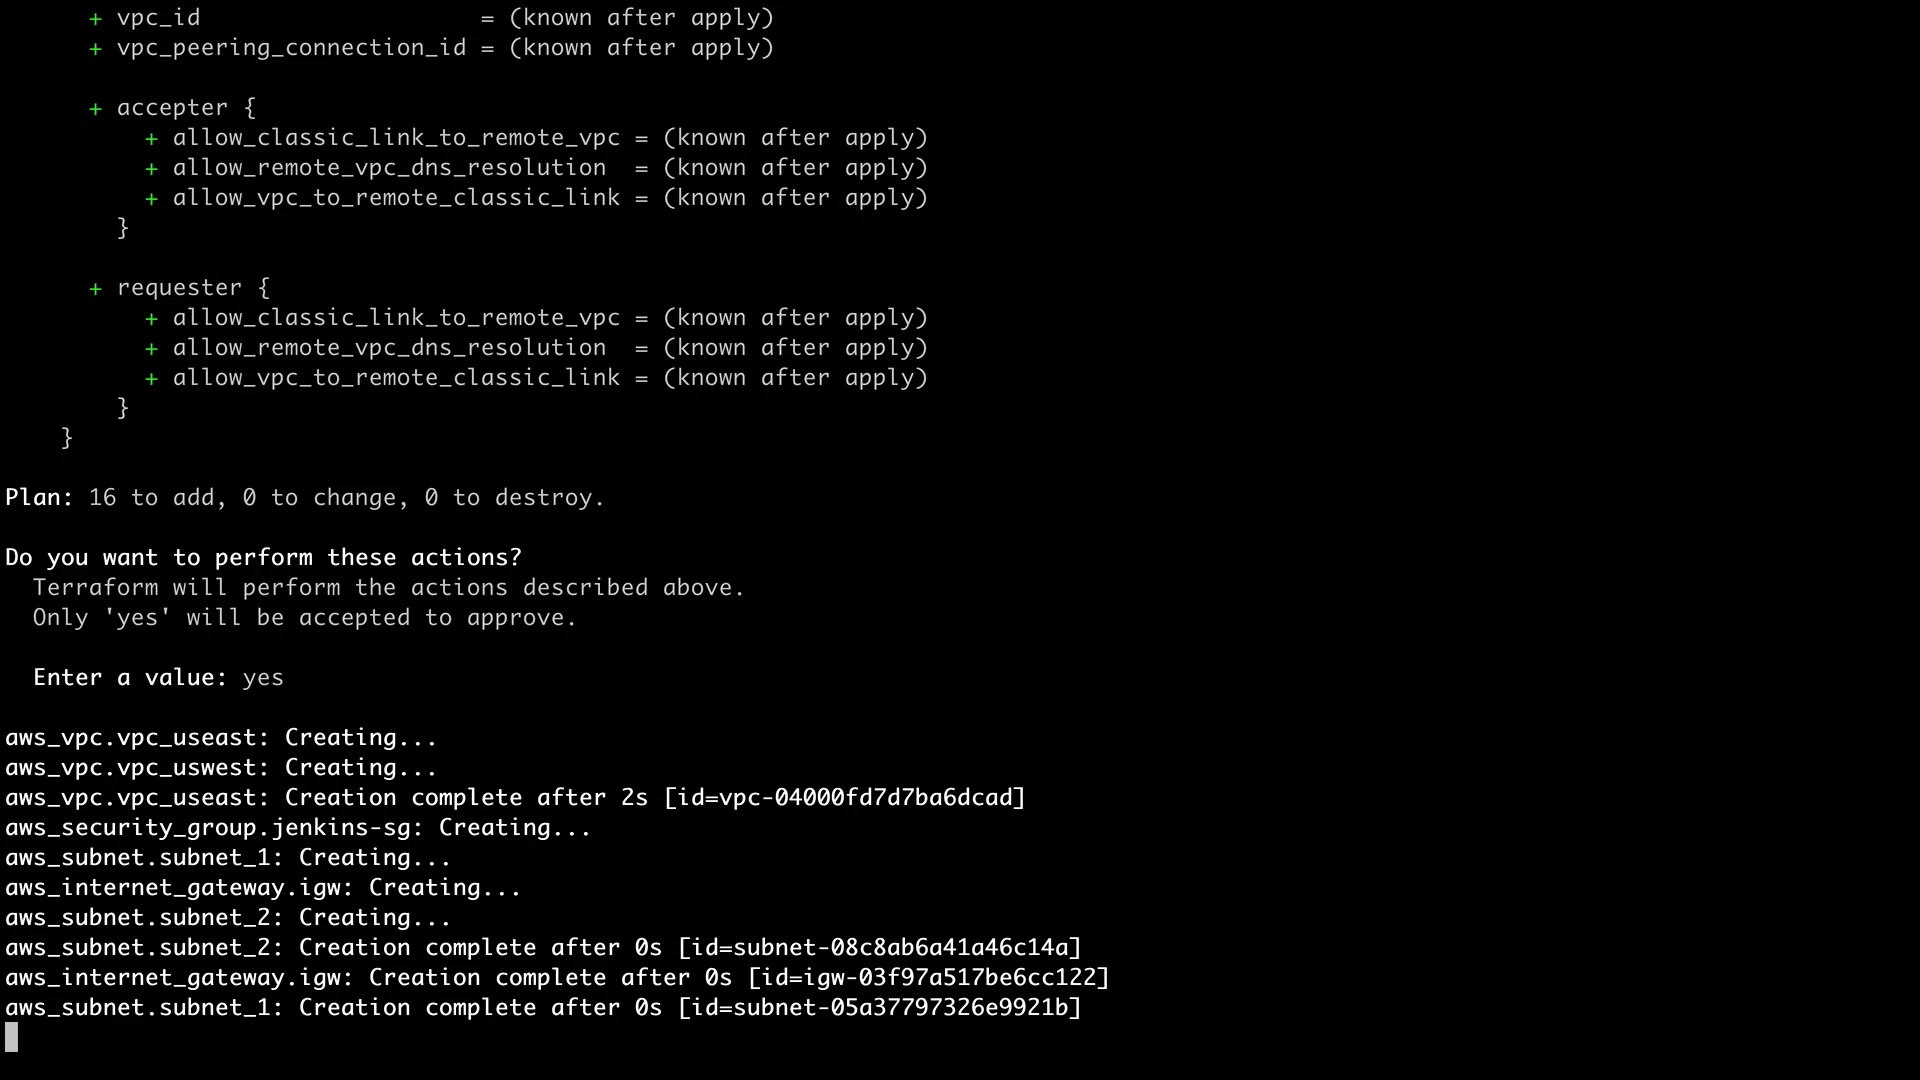 + vpc_id                    = (known after apply)
+ vpc_peering_connection_id = (known after apply)
+ accepter {
+ allow_classic_link_to_remote_vpc = (known after apply)
+ allow_remote_vpc_dns_resolution  = (known after apply)
+ allow_vpc_to_remote_classic_link = (known after apply)
}
+ requester {
+ allow_classic_link_to_remote_vpc = (known after apply)
+ allow_remote_vpc_dns_resolution  = (known after apply)
+ allow_vpc_to_remote_classic_link = (known after apply)
}
}
Plan: 16 to add, 0 to change, 0 to destroy.
Do you want to perform these actions?
Terraform will perform the actions described above.
Only 'yes' will be accepted to approve.
Enter a value: yes
aws_vpc.vpc_useast: Creating...
aws_vpc.vpc_uswest: Creating...
aws_vpc.vpc_useast: Creation complete after 2s [id=vpc-04000fd7d7ba6dcad]
aws_security_group.jenkins-sg: Creating...
aws_subnet.subnet_1: Creating...
aws_internet_gateway.igw: Creating...
aws_subnet.subnet_2: Creating...
aws_subnet.subnet_2: Creation complete after 0s [id=subnet-08c8ab6a41a46c14a]
aws_internet_gateway.igw: Creation complete after 0s [id=igw-03f97a517be6cc122]
aws_subnet.subnet_1: Creation complete after 0s [id=subnet-05a37797326e9921b]